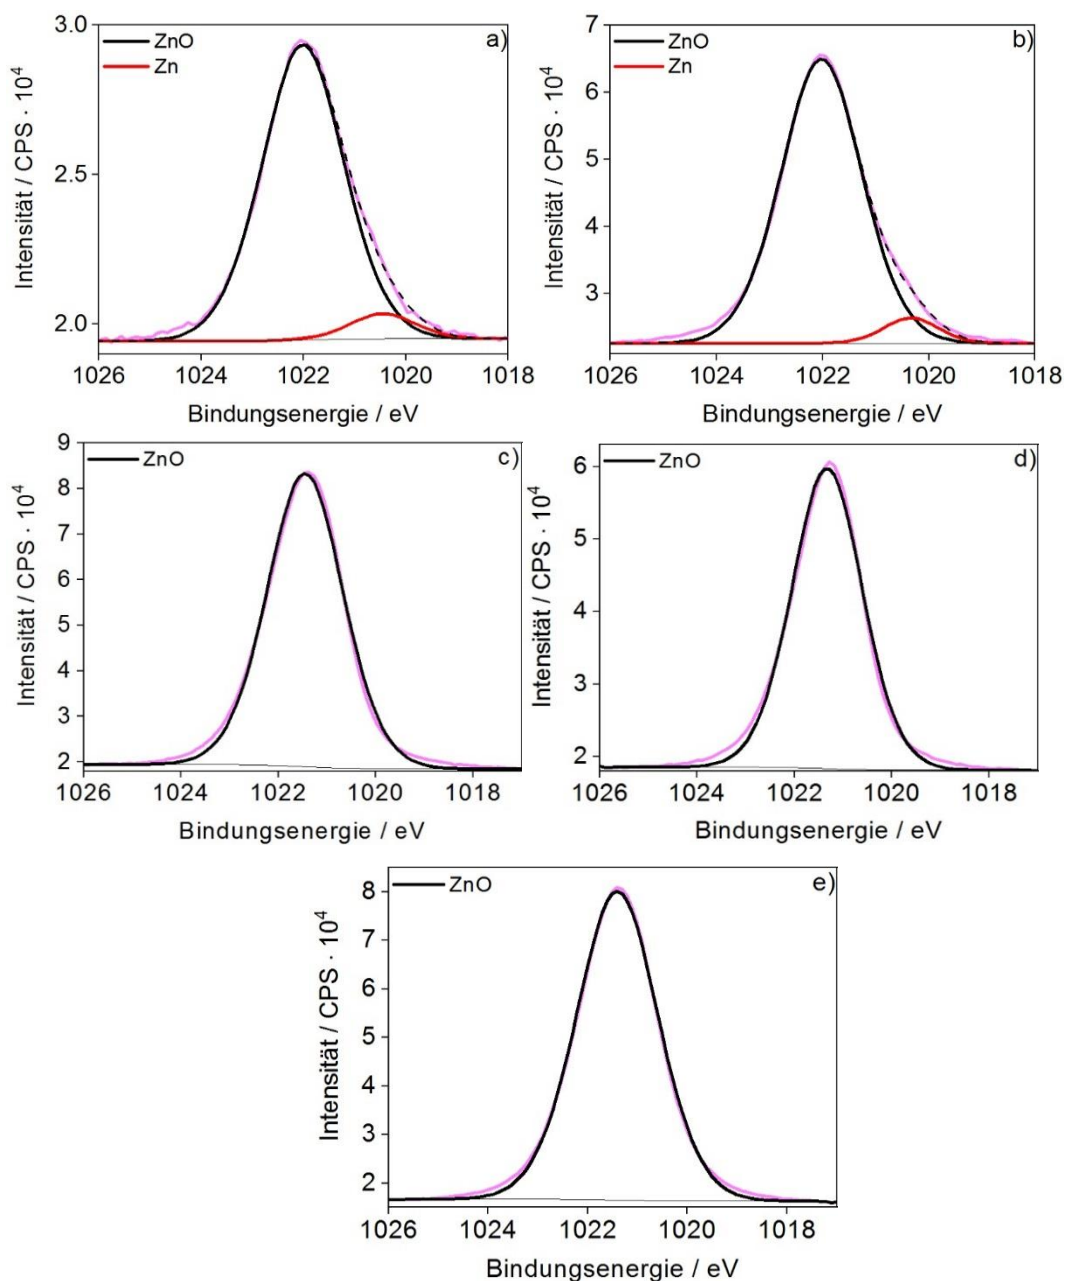 3.0
2.5
2.0
ZnO
Zn
a)
Intensität / CPS · 10⁴
1026 1024 1022 1020 1018
Bindungsenergie / eV
7
6
5
4
3
ZnO
Zn
b)
Intensität / CPS · 10⁴
1026 1024 1022 1020 1018
Bindungsenergie / eV
9
8
7
6
5
4
3
2
ZnO
c)
Intensität / CPS · 10⁴
1026 1024 1022 1020 1018
Bindungsenergie / eV
6
5
4
3
2
ZnO
d)
Intensität / CPS · 10⁴
1026 1024 1022 1020 1018
Bindungsenergie / eV
8
7
6
5
4
3
2
ZnO
e)
Intensität / CPS · 10⁴
1026 1024 1022 1020 1018
Bindungsenergie / eV